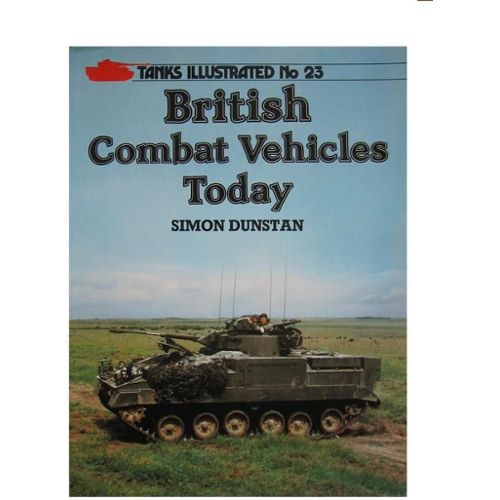 TANKS ILLUSTRATED No 23
British
Combat Vehicles
Today
SIMON DUNSTAN